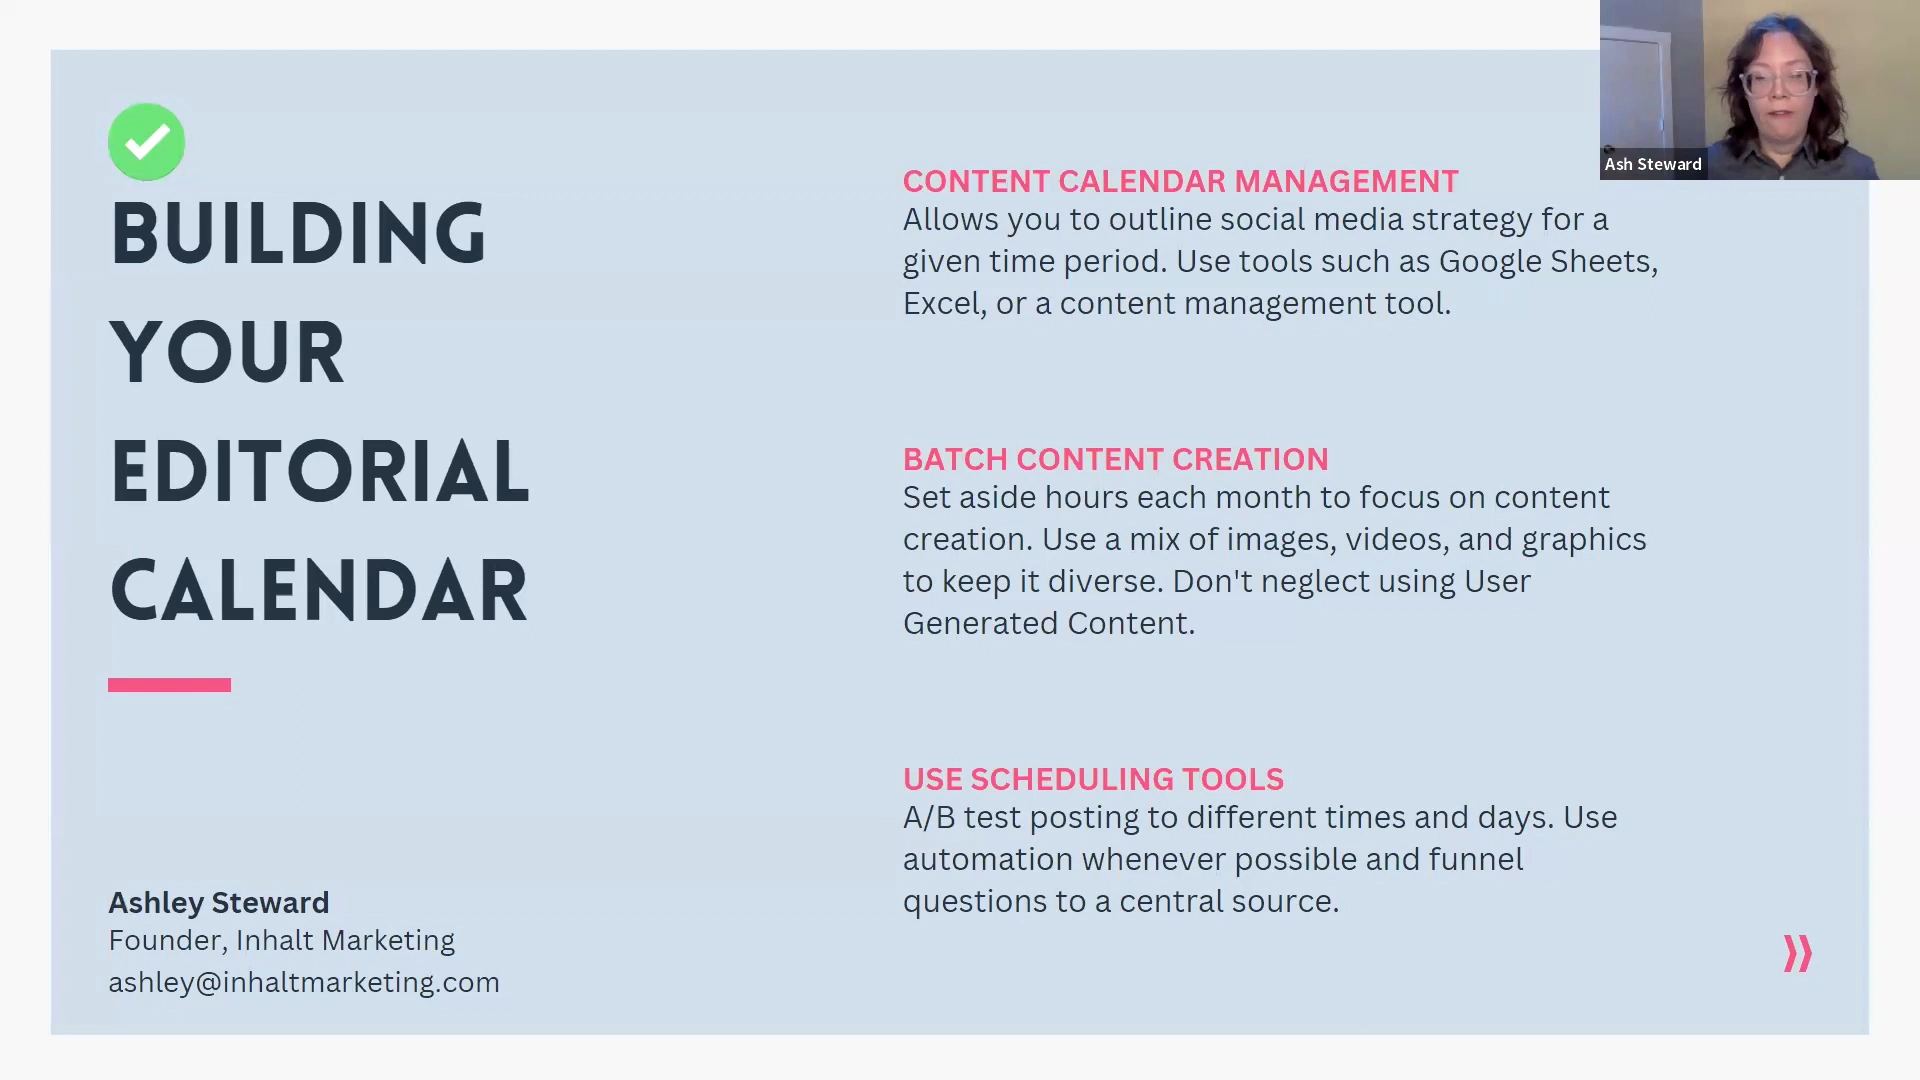 BUILDING
YOUR
EDITORIAL
CALENDAR
Ashley Steward
Founder, Inhalt Marketing
ashley@inhaltmarketing.com
CONTENT CALENDAR MANAGEMENT
Allows you to outline social media strategy for a
given time period. Use tools such as Google Sheets,
Excel, or a content management tool.
BATCH CONTENT CREATION
Set aside hours each month to focus on content
creation. Use a mix of images, videos, and graphics
to keep it diverse. Don't neglect using User
Generated Content.
USE SCHEDULING TOOLS
A/B test posting to different times and days. Use
automation whenever possible and funnel
questions to a central source.
Ash Steward